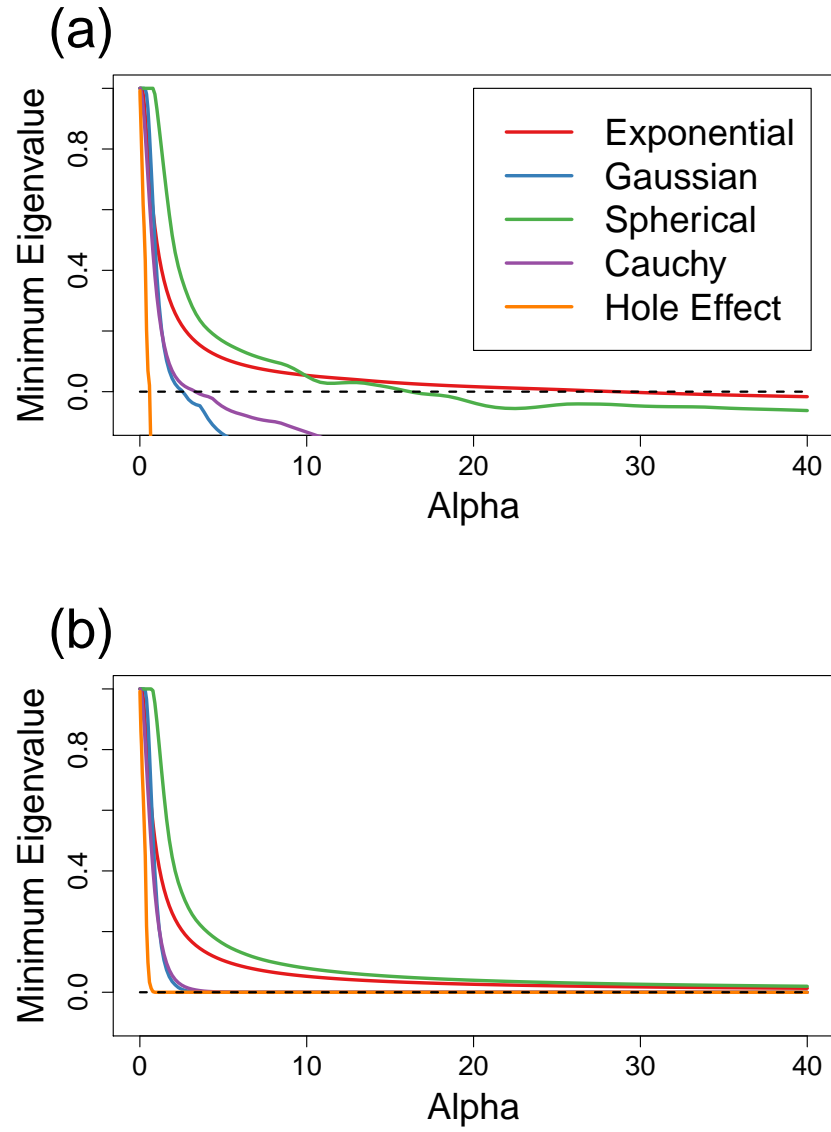 (a)
Minimum Eigenvalue
0.0 0.4 0.8
Exponential
Gaussian
Spherical
Cauchy
Hole Effect
0 10 20 30 40
Alpha
(b)
Minimum Eigenvalue
0.0 0.4 0.8
0 10 20 30 40
Alpha